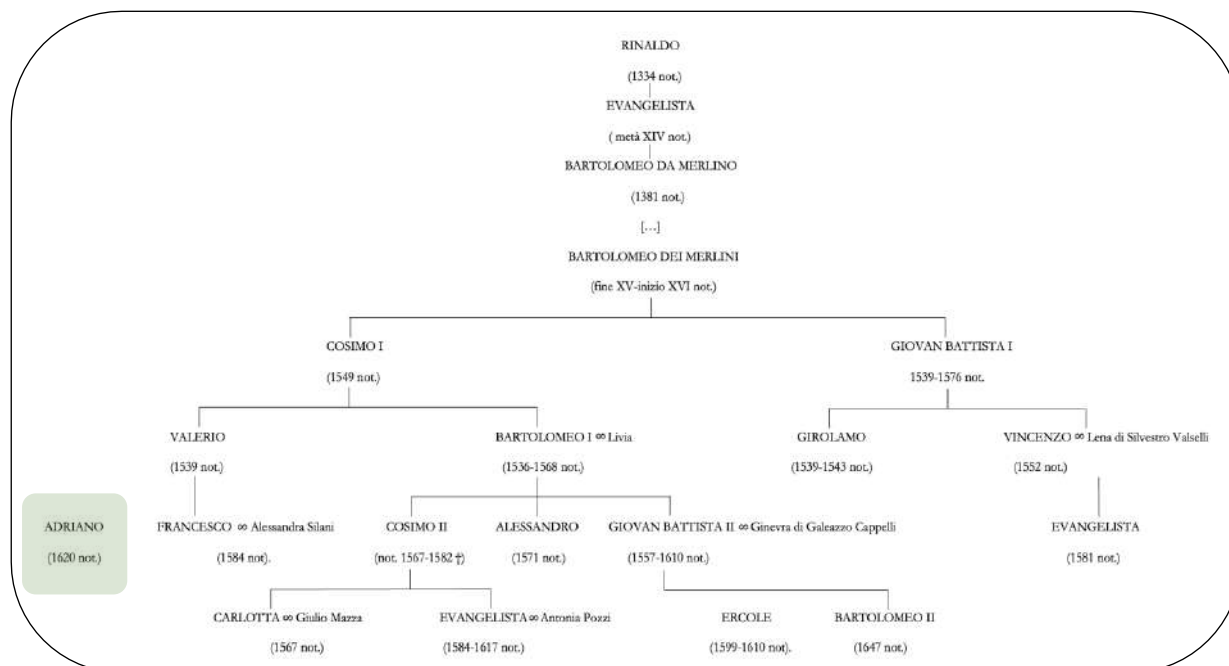 RINALDO
(1334 not.)
EVANGELISTA
( metà XIV not.)
BARTOLOMEO DA MERLINO
(1381 not.)
[…]
BARTOLOMEO DEI MERLINI
(fine XV-inizio XVI not.)
COSIMO I
GIOVAN BATTISTA I
(1549 not.)
1539-1576 not.
VALERIO
BARTOLOMEO I ∞ Livia
GIROLAMO
VINCENZO ∞ Lena di Silvestro Valselli
(1539 not.)
(1536-1568 not.)
(1539-1543 not.)
(1552 not.)
ADRIANO
FRANCESCO ∞ Alessandra Silani
COSIMO II
ALESSANDRO
GIOVAN BATTISTA II ∞ Ginevra di Galeazzo Cappelli
EVANGELISTA
(1620 not.)
(1584 not).
(not. 1567-1582 †)
(1571 not.)
(1557-1610 not.)
(1581 not.)
CARLOTTA ∞ Giulio Mazza
EVANGELISTA ∞ Antonia Pozzi
ERCOLE
BARTOLOMEO II
(1567 not.)
(1584-1617 not.)
(1599-1610 not).
(1647 not.)